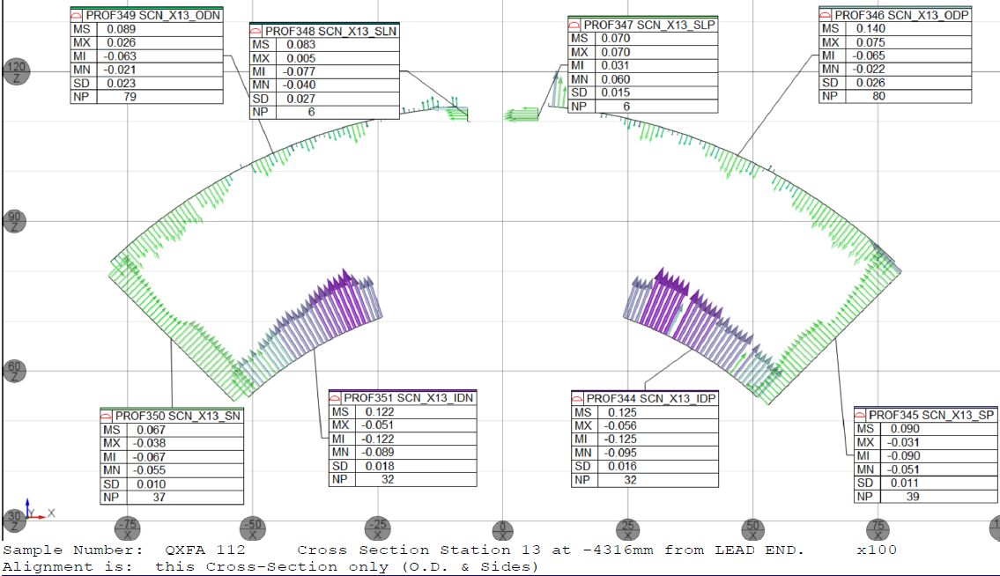 PROF349 SCN_X13_ODN
MS 0.089
MX 0.026
MI -0.063
MN -0.021
SD 0.023
NP 79
PROF348 SCN_X13_SLN
MS 0.083
MX 0.005
MI -0.077
MN -0.040
SD 0.027
NP 6
PROF347 SCN_X13_SLP
MS 0.070
MX 0.070
MI 0.031
MN 0.060
SD 0.015
NP 6
PROF346 SCN_X13_ODP
MS 0.140
MX 0.075
MI -0.065
MN -0.022
SD 0.026
NP 80
120 Z
90 Z
60 Z
30 Z
PROF350 SCN_X13_SN
MS 0.067
MX -0.038
MI -0.067
MN -0.055
SD 0.010
NP 37
PROF351 SCN_X13_IDN
MS 0.122
MX -0.051
MI -0.122
MN -0.089
SD 0.018
NP 32
PROF344 SCN_X13_IDP
MS 0.125
MX -0.056
MI -0.125
MN -0.095
SD 0.016
NP 32
PROF345 SCN_X13_SP
MS 0.090
MX -0.031
MI -0.090
MN -0.051
SD 0.011
NP 39
Y X
-75 X
-50 X
-25 X
0 X
25 X
50 X
75 X
Sample Number: QXFA 112 Cross Section Station 13 at -4316mm from LEAD END. x100
Alignment is: this Cross-Section only (O.D. & Sides)